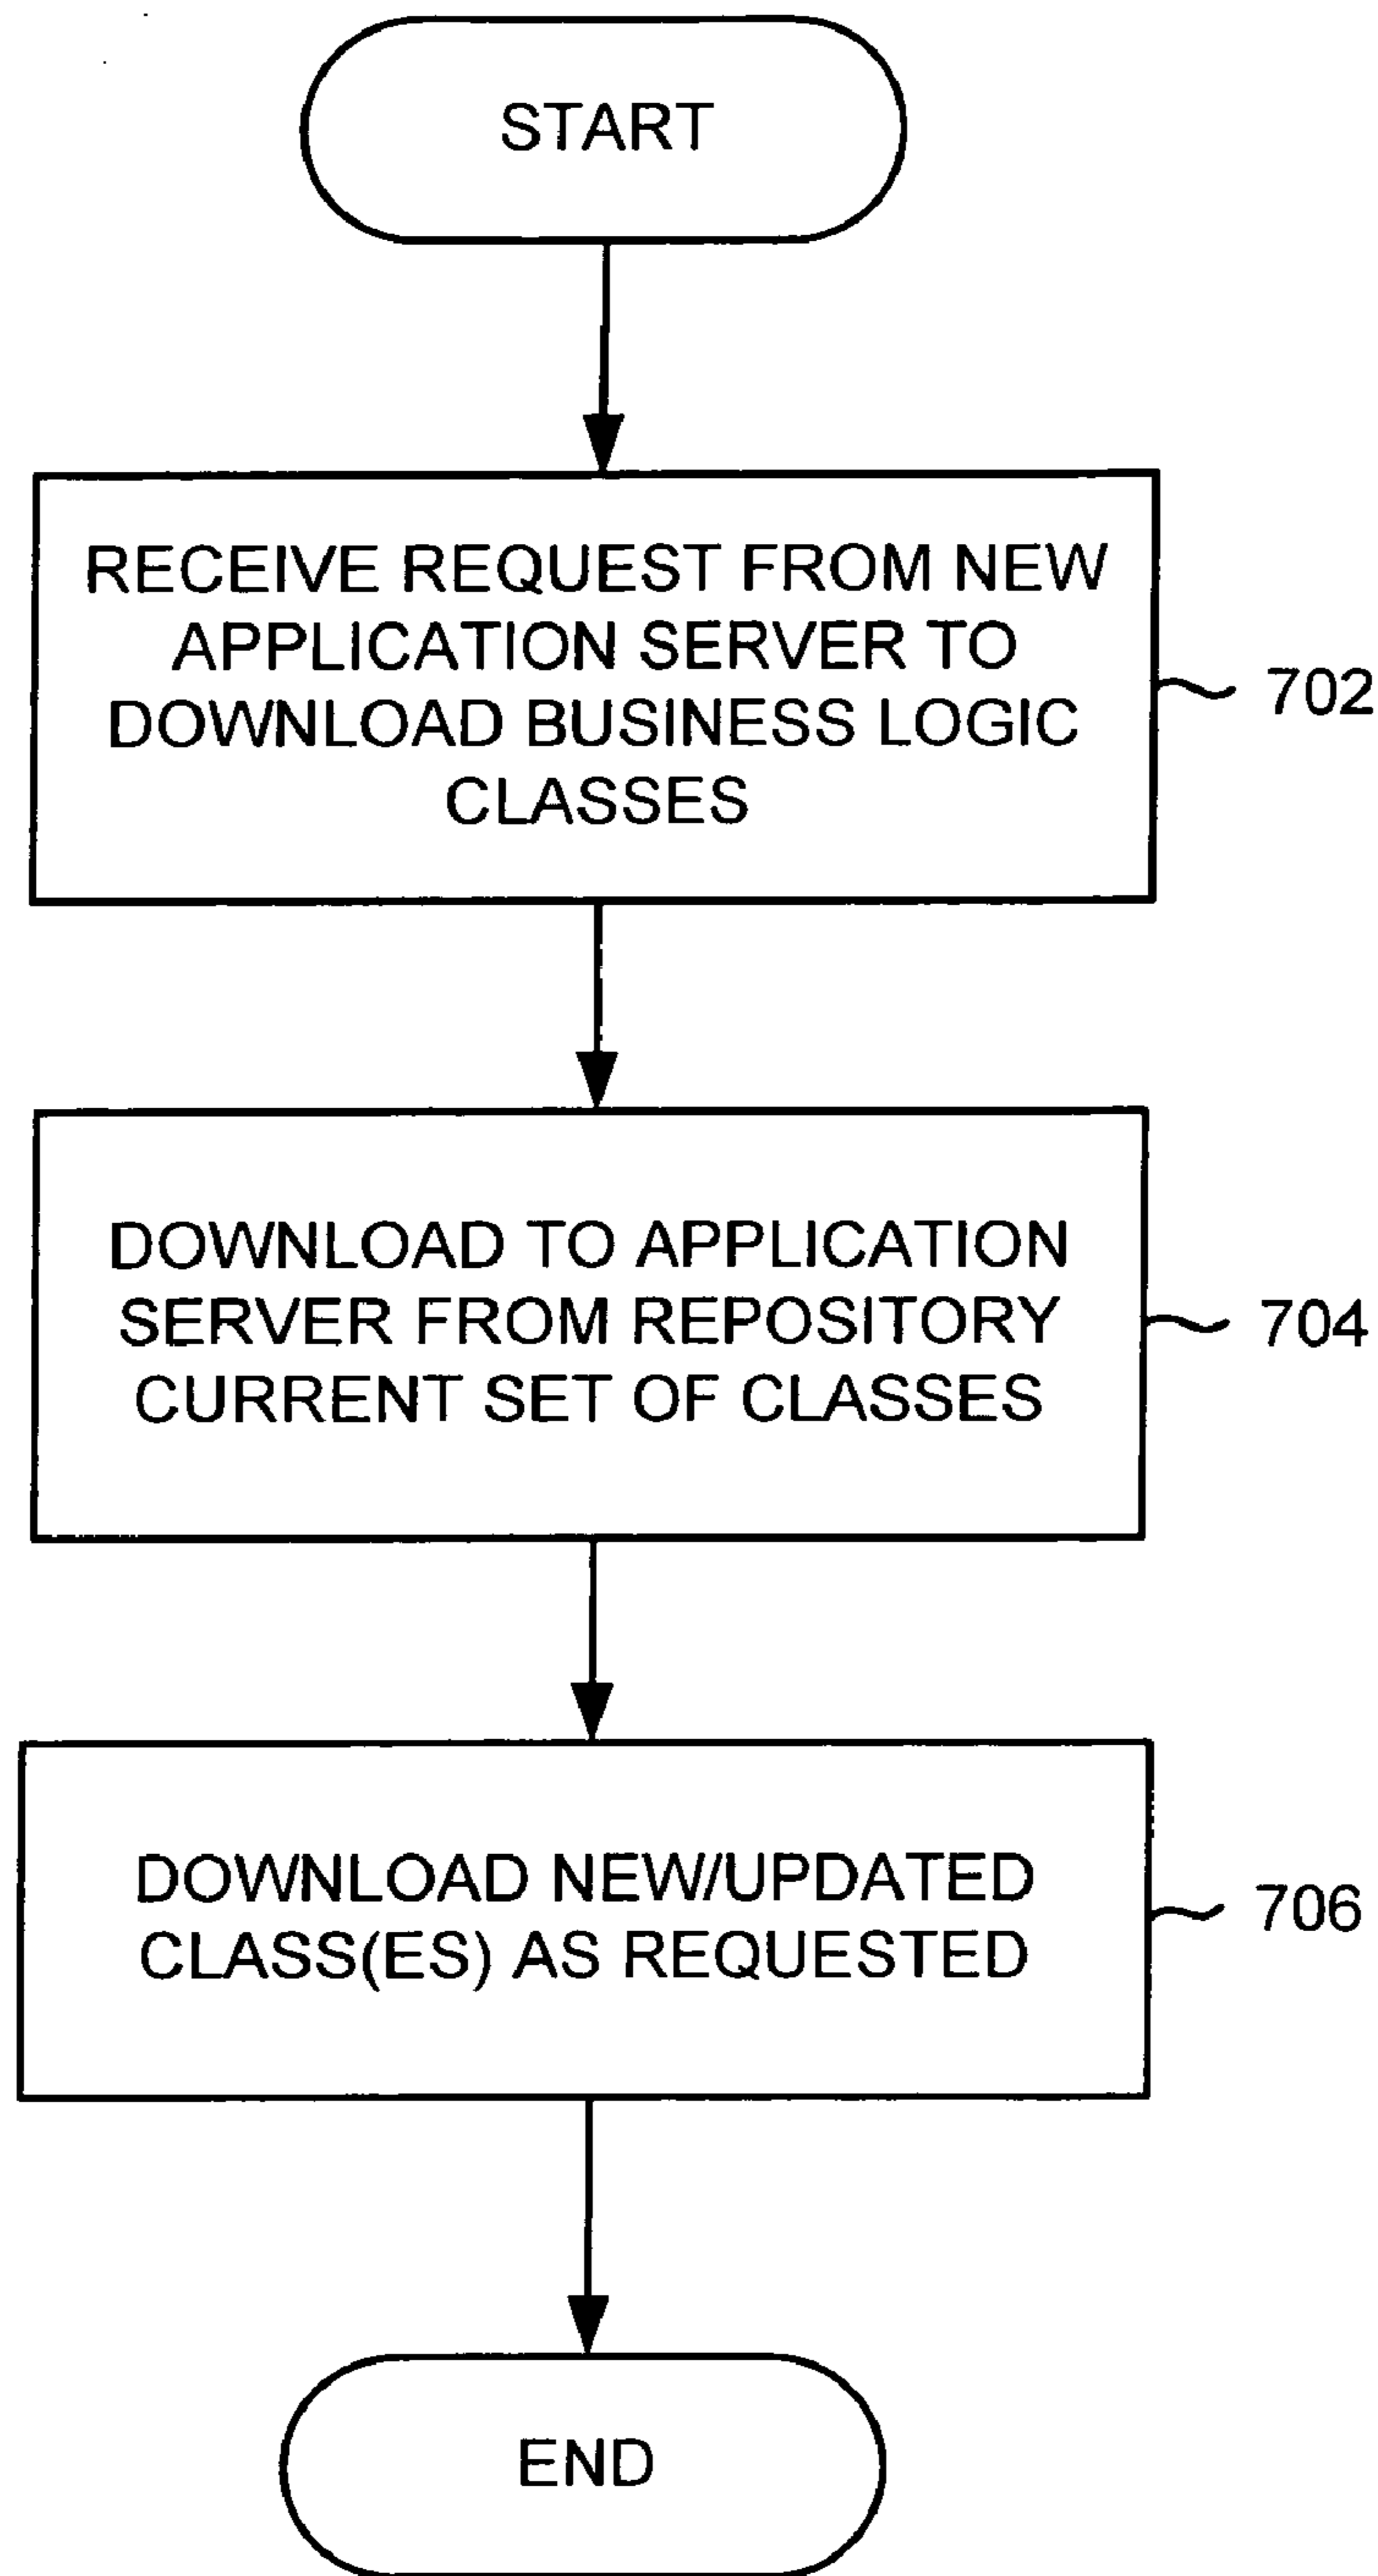 START
RECEIVE REQUEST FROM NEW
APPLICATION SERVER TO
DOWNLOAD BUSINESS LOGIC
CLASSES
702
DOWNLOAD TO APPLICATION
SERVER FROM REPOSITORY
CURRENT SET OF CLASSES
704
DOWNLOAD NEW/UPDATED
CLASS(ES) AS REQUESTED
706
END